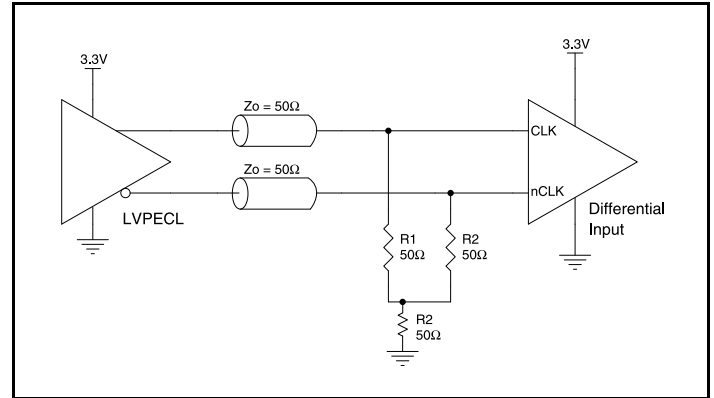 3.3V
3.3V
Zo = 50Ω
CLK
Zo = 50Ω
nCLK
LVPECL
Differential
Input
R1
50Ω
R2
50Ω
R2
50Ω